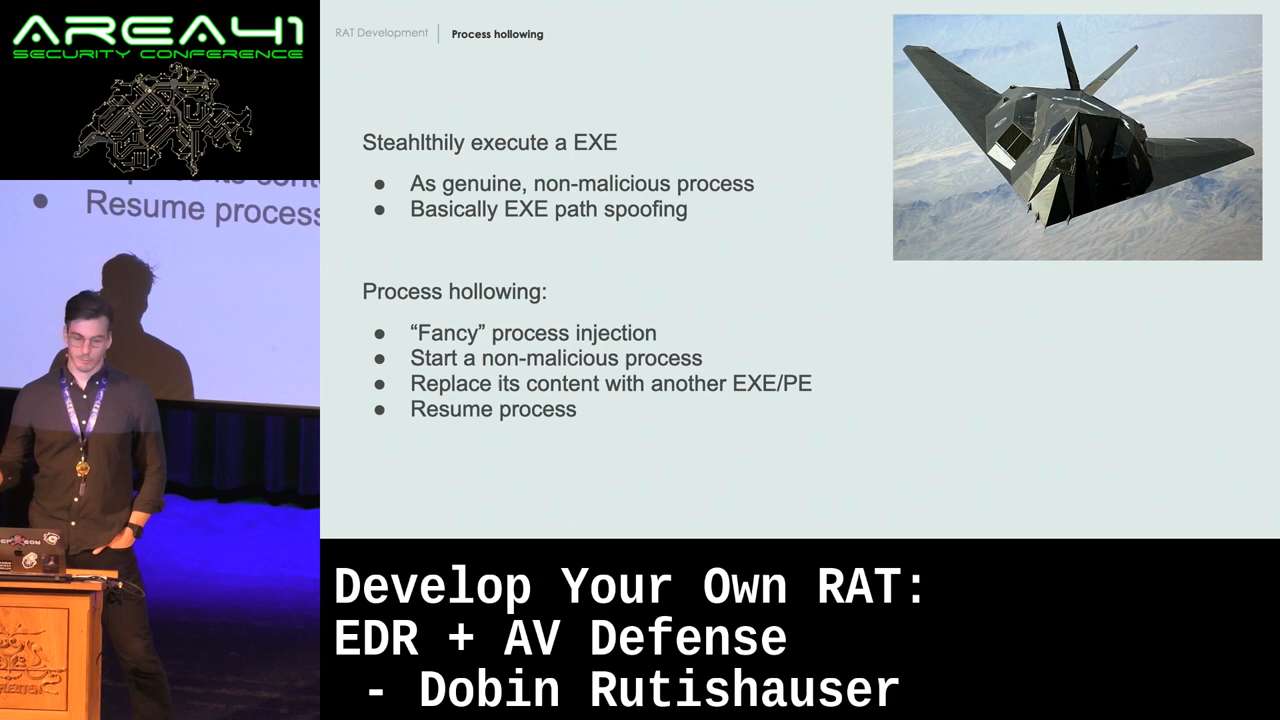 AREA41
SECURITY CONFERENCE
Resume process
RAT Development
Process hollowing
Steahlthily execute a EXE
● As genuine, non-malicious process
● Basically EXE path spoofing
Process hollowing:
● “Fancy” process injection
● Start a non-malicious process
● Replace its content with another EXE/PE
● Resume process
Develop Your Own RAT:
EDR + AV Defense
- Dobin Rutishauser